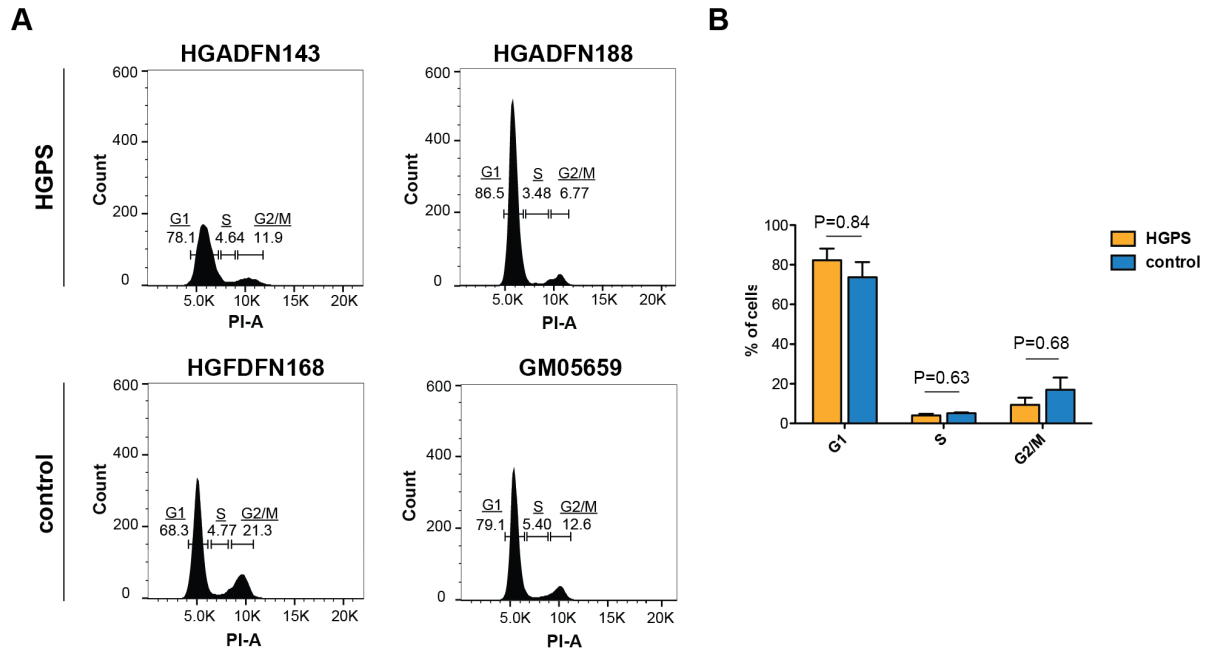 A
B
HGPS
HGADFN143
600
400
200
0
Count
G1 S G2/M
78.1 4.64 11.9
5.0K 10K 15K 20K
PI-A
HGADFN188
600
400
200
0
Count
G1 S G2/M
86.5 3.48 6.77
5.0K 10K 15K 20K
PI-A
control
HGFDFN168
600
400
200
0
Count
G1 S G2/M
68.3 4.77 21.3
5.0K 10K 15K 20K
PI-A
GM05659
600
400
200
0
Count
G1 S G2/M
79.1 5.40 12.6
5.0K 10K 15K 20K
PI-A
100
80
60
40
20
0
% of cells
P=0.84
P=0.63
P=0.68
G1
S
G2/M
HGPS
control